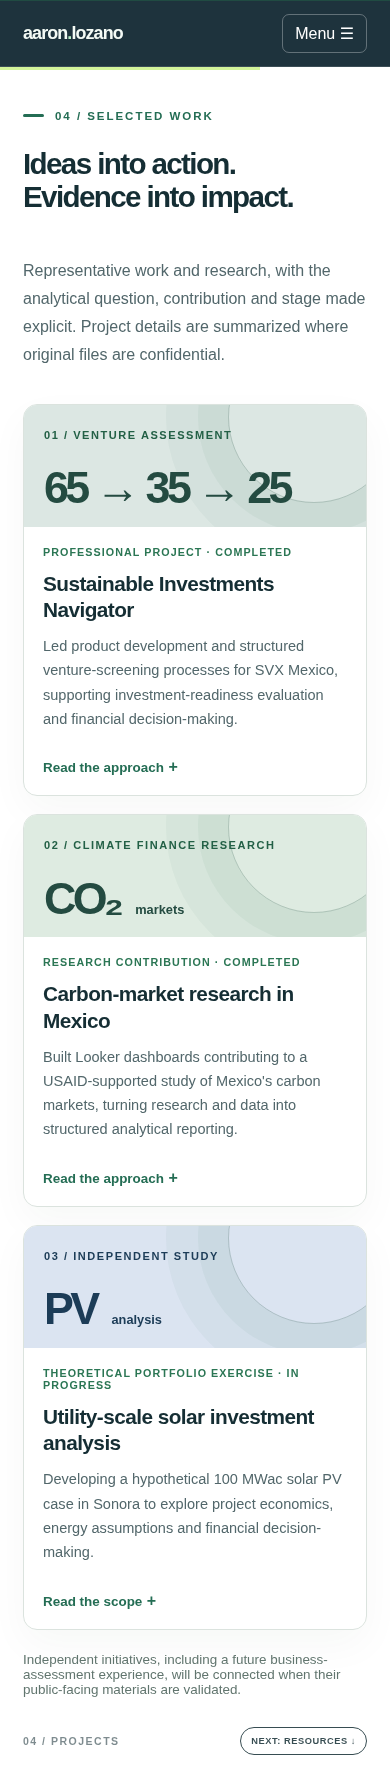 aaron.lozano
Menu ☰
04 / SELECTED WORK
Ideas into action.
Evidence into impact.
Representative work and research, with the
analytical question, contribution and stage made
explicit. Project details are summarized where
original files are confidential.
01 / VENTURE ASSESSMENT
65 → 35 → 25
PROFESSIONAL PROJECT · COMPLETED
Sustainable Investments
Navigator
Led product development and structured
venture-screening processes for SVX Mexico,
supporting investment-readiness evaluation
and financial decision-making.
Read the approach +
02 / CLIMATE FINANCE RESEARCH
CO₂ markets
RESEARCH CONTRIBUTION · COMPLETED
Carbon-market research in
Mexico
Built Looker dashboards contributing to a
USAID-supported study of Mexico's carbon
markets, turning research and data into
structured analytical reporting.
Read the approach +
03 / INDEPENDENT STUDY
PV analysis
THEORETICAL PORTFOLIO EXERCISE · IN
PROGRESS
Utility-scale solar investment
analysis
Developing a hypothetical 100 MWac solar PV
case in Sonora to explore project economics,
energy assumptions and financial decision-
making.
Read the scope +
Independent initiatives, including a future business-
assessment experience, will be connected when their
public-facing materials are validated.
04 / PROJECTS
NEXT: RESOURCES ↓